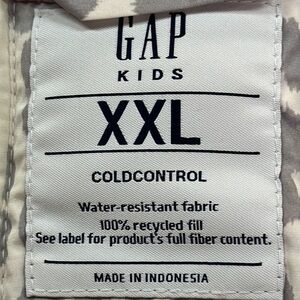 GAP
KIDS
XXL
COLDCONTROL
Water-resistant fabric
100% recycled fill
See label for product's full fiber content.
MADE IN INDONESIA